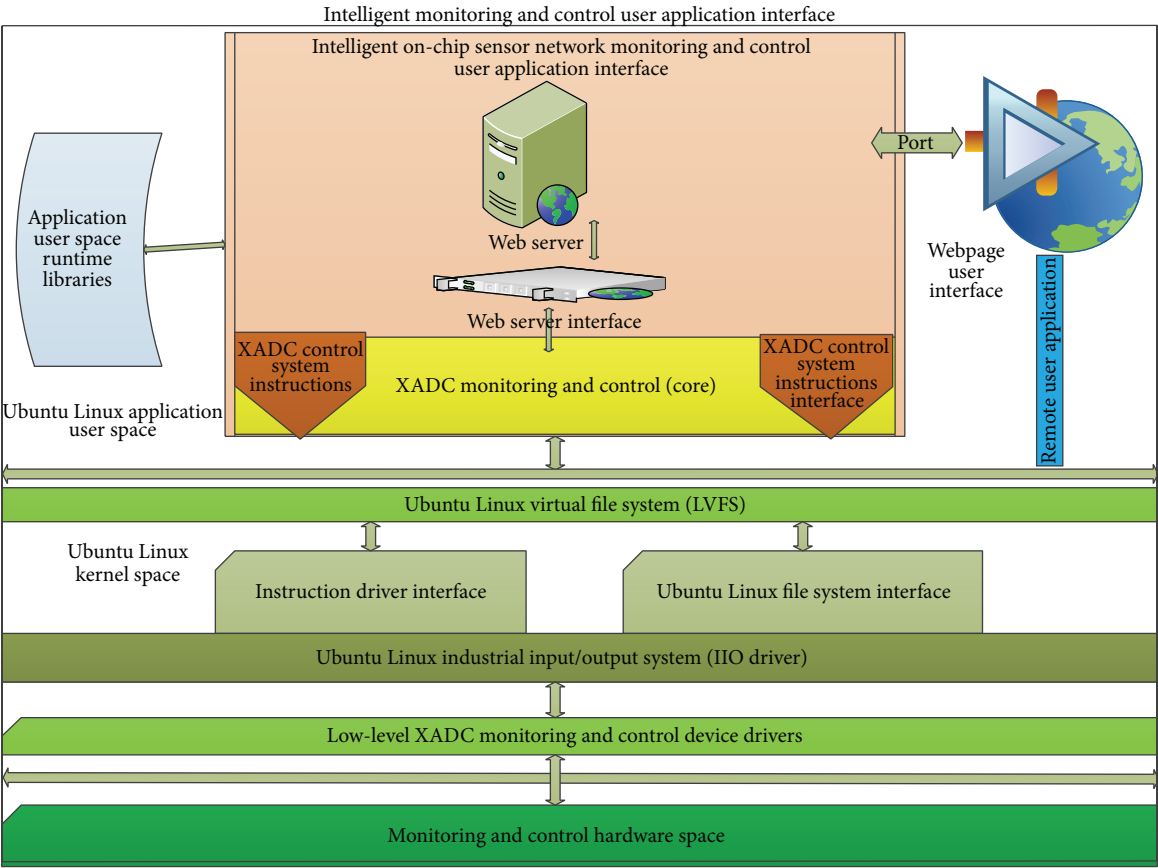 Intelligent monitoring and control user application interface
Intelligent on-chip sensor network monitoring and control
user application interface
Port
Application
user space
runtime
libraries
Web server
Webpage
user
interface
Web server interface
Remote user application
XADC control
system
instructions
XADC monitoring and control (core)
XADC control
system
instructions
interface
Ubuntu Linux application
user space
Ubuntu Linux virtual file system (LVFS)
Ubuntu Linux
kernel space
Instruction driver interface
Ubuntu Linux file system interface
Ubuntu Linux industrial input/output system (IIO driver)
Low-level XADC monitoring and control device drivers
Monitoring and control hardware space